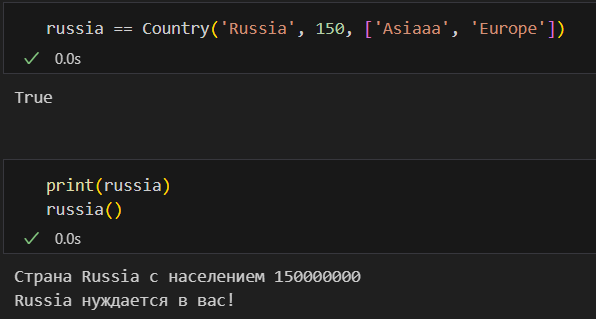 russia == Country('Russia', 150, ['Asiaaa', 'Europe'])
0.0s
True
print(russia)
russia()
0.0s
Страна Russia с населением 150000000
Russia нуждается в вас!